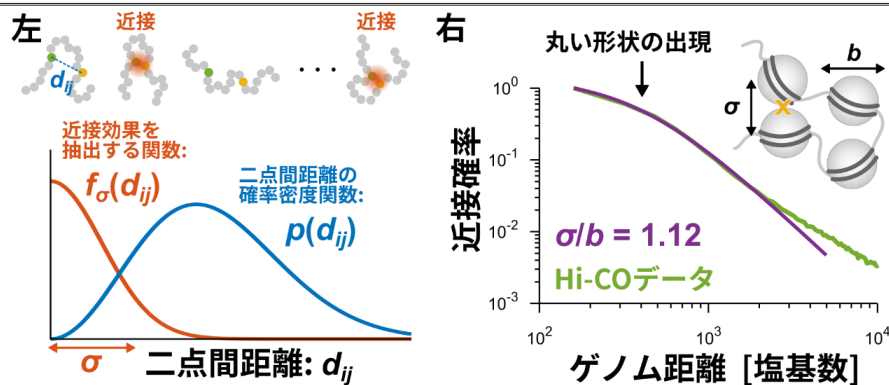 左
近接
近接
d_ij
. . .
近接効果を
抽出する関数:
f_σ(d_ij)
二点間距離の
確率密度関数:
p(d_ij)
σ
二点間距離: d_ij
右
丸い形状の出現
b
σ
近接確率
10^0
10^-1
10^-2
10^-3
σ/b = 1.12
Hi-COデータ
10^2
10^3
10^4
ゲノム距離 [塩基数]